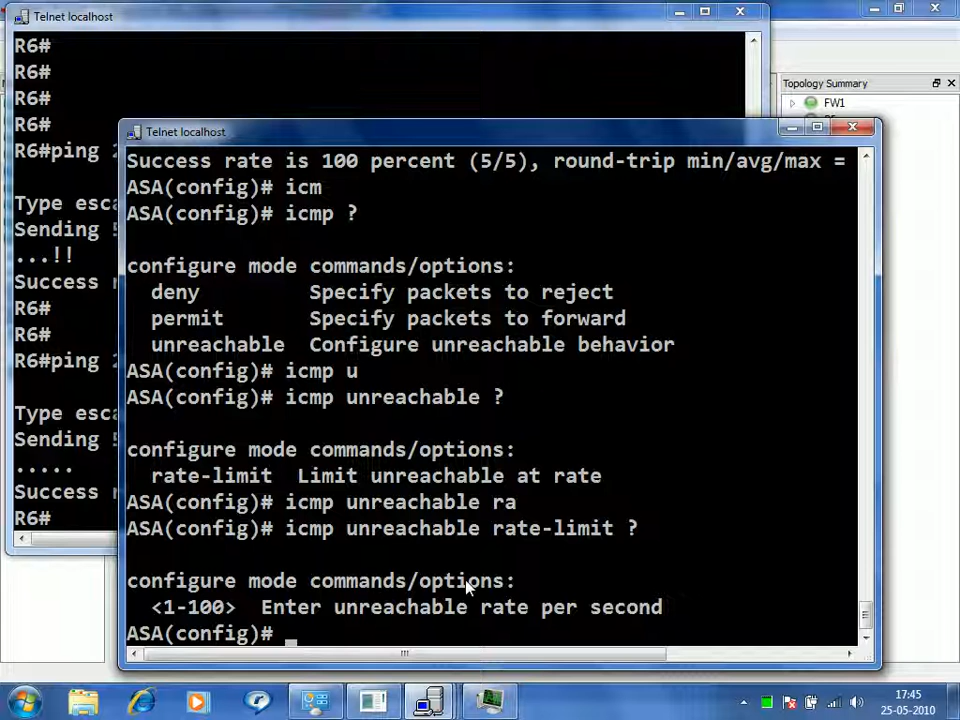 Telnet localhost
R6#
R6#
R6#
R6#
R6#ping 2
Type esca
Sending 5
...!!
Success r
R6#
R6#
R6#ping 2
Type esca
Sending
.....
Success r
R6#
Topology Summary
FW1
Telnet localhost
Success rate is 100 percent (5/5), round-trip min/avg/max =
ASA(config)# icm
ASA(config)# icmp ?
configure mode commands/options:
deny Specify packets to reject
permit Specify packets to forward
unreachable Configure unreachable behavior
ASA(config)# icmp u
ASA(config)# icmp unreachable ?
configure mode commands/options:
rate-limit Limit unreachable at rate
ASA(config)# icmp unreachable ra
ASA(config)# icmp unreachable rate-limit ?
configure mode commands/options:
<1-100> Enter unreachable rate per second
ASA(config)#
17:45
25-05-2010